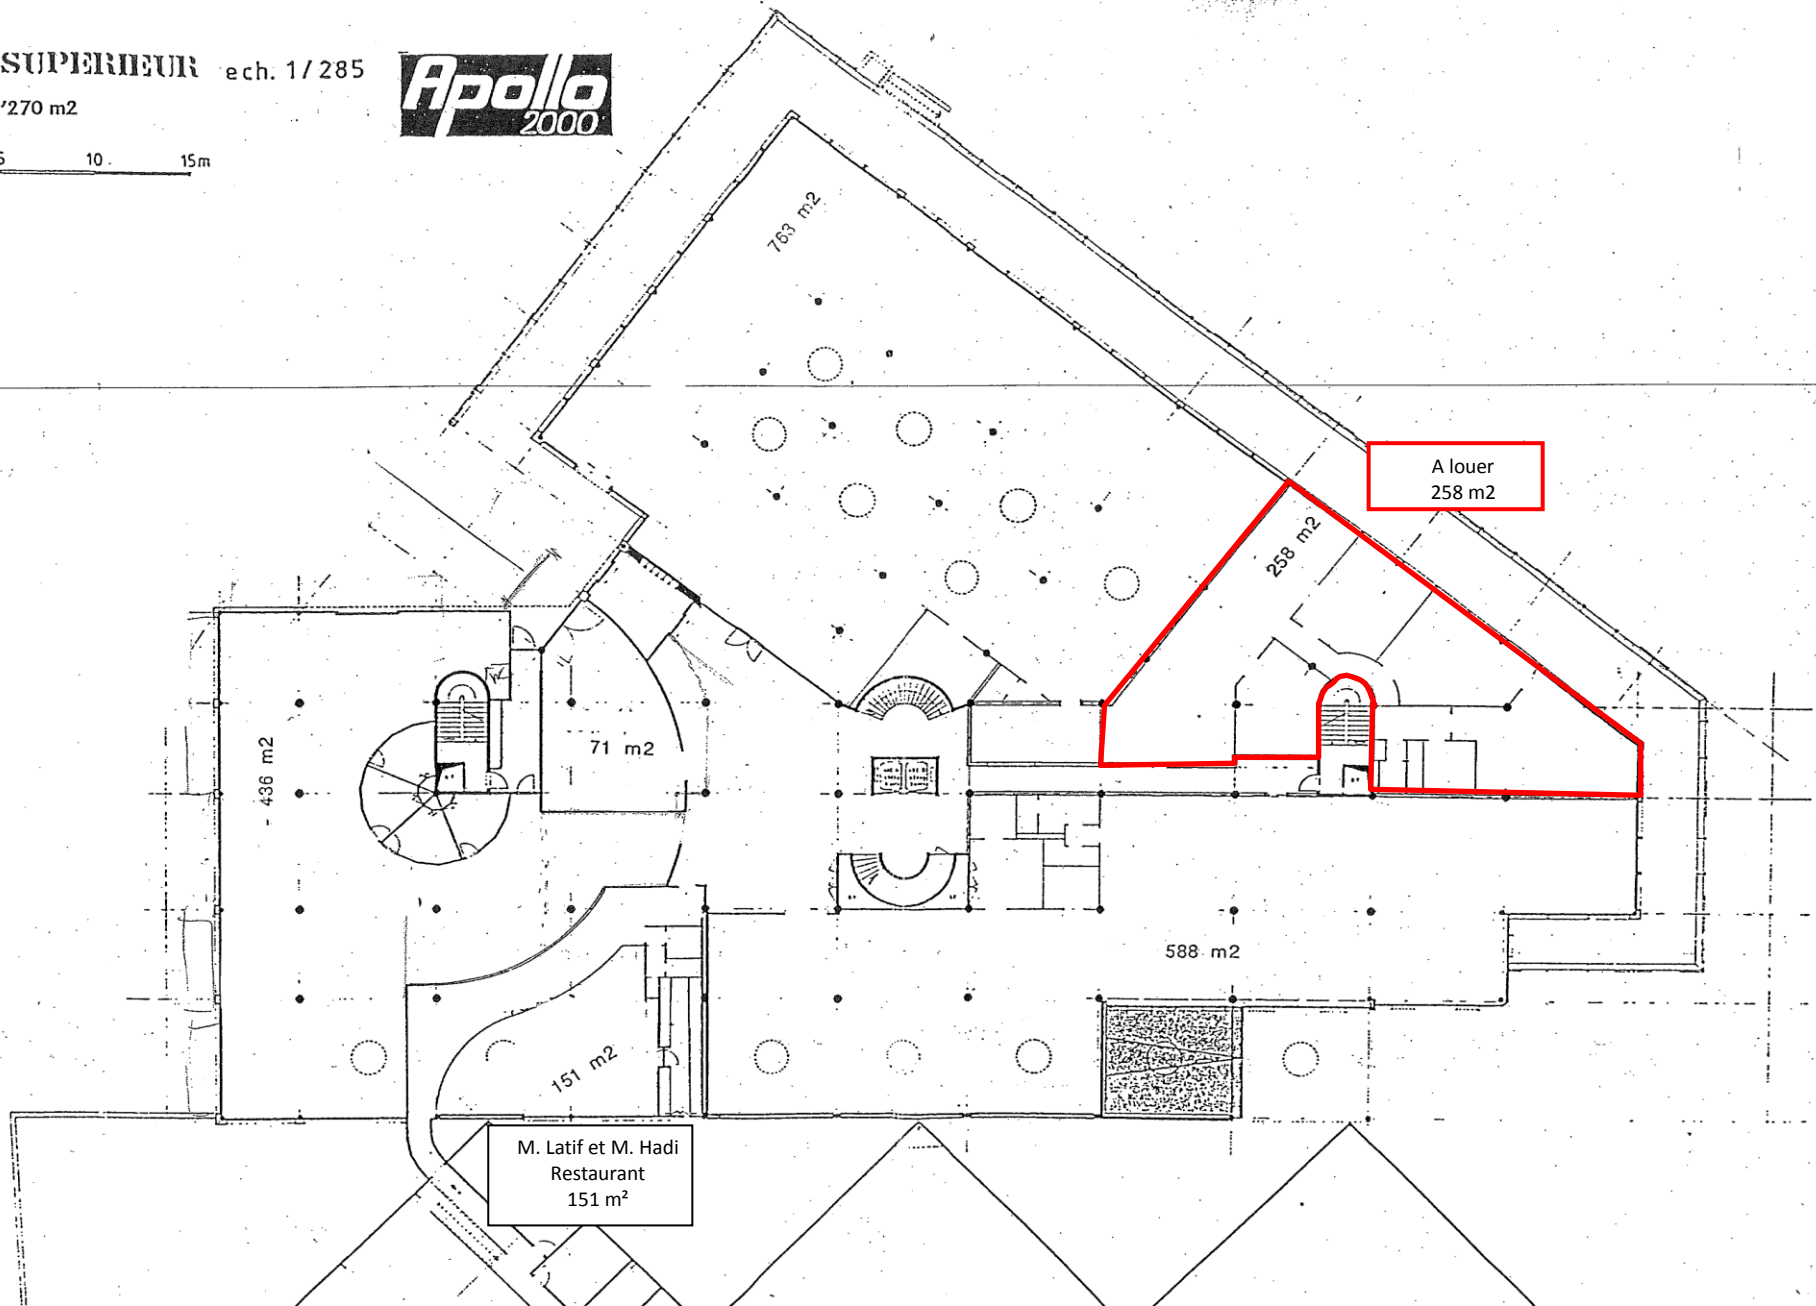 SUPERIEUR ech. 1/285
'270 m2
Apollo
2000
5 10 15m
763 m2
A louer
258 m2
258 m2
71 m2
436 m2
588 m2
151 m2
M. Latif et M. Hadi
Restaurant
151 m²